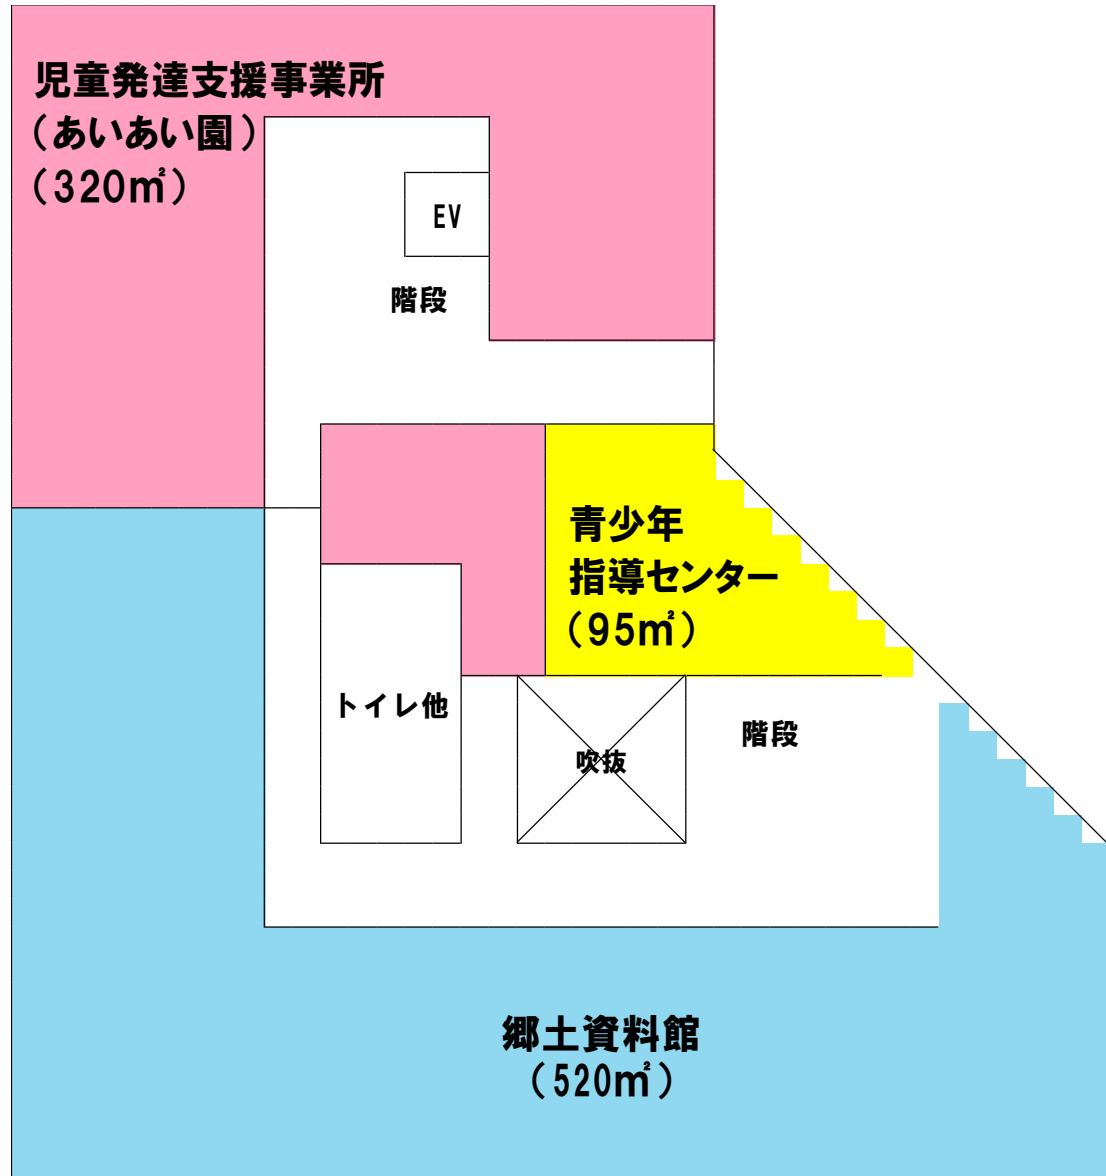 児童発達支援事業所
（あいあい園）
（320㎡）
EV
階段
青少年
指導センター
（95㎡）
トイレ他
階段
吹抜
郷土資料館
（520㎡）